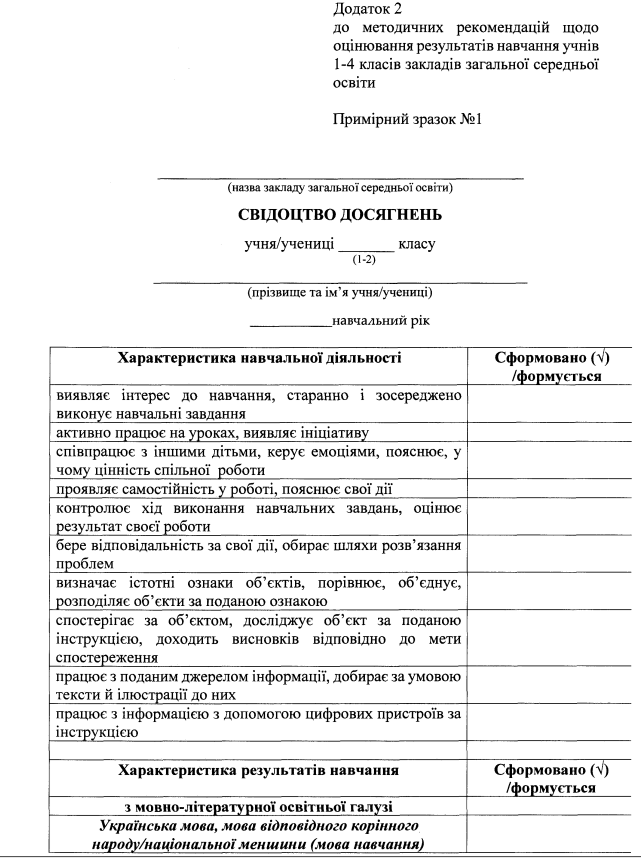 Додаток 2
до методичних рекомендацій щодо
оцінювання результатів навчання учнів
1-4 класів закладів загальної середньої
освіти
Примірний зразок №1
(назва закладу загальної середньої освіти)
СВІДОЦТВО ДОСЯГНЕНЬ
учня/учениці _______ класу
(1-2)
(прізвище та ім’я учня/учениці)
____________навчальний рік
Характеристика навчальної діяльності
Сформовано (√)
/формується
виявляє інтерес до навчання, старанно і зосереджено
виконує навчальні завдання
активно працює на уроках, виявляє ініціативу
співпрацює з іншими дітьми, керує емоціями, пояснює, у
чому цінність спільної роботи
проявляє самостійність у роботі, пояснює свої дії
контролює хід виконання навчальних завдань, оцінює
результат своєї роботи
бере відповідальність за свої дії, обирає шляхи розв’язання
проблем
визначає істотні ознаки об’єктів, порівнює, об’єднує,
розподіляє об’єкти за поданою ознакою
спостерігає за об’єктом, досліджує об’єкт за поданою
інструкцією, доходить висновків відповідно до мети
спостереження
працює з поданим джерелом інформації, добирає за умовою
тексти й ілюстрації до них
працює з інформацією з допомогою цифрових пристроїв за
інструкцією
Характеристика результатів навчання
Сформовано (√)
/формується
з мовно-літературної освітньої галузі
Українська мова, мова відповідного корінного
народу/національної меншини (мова навчання)